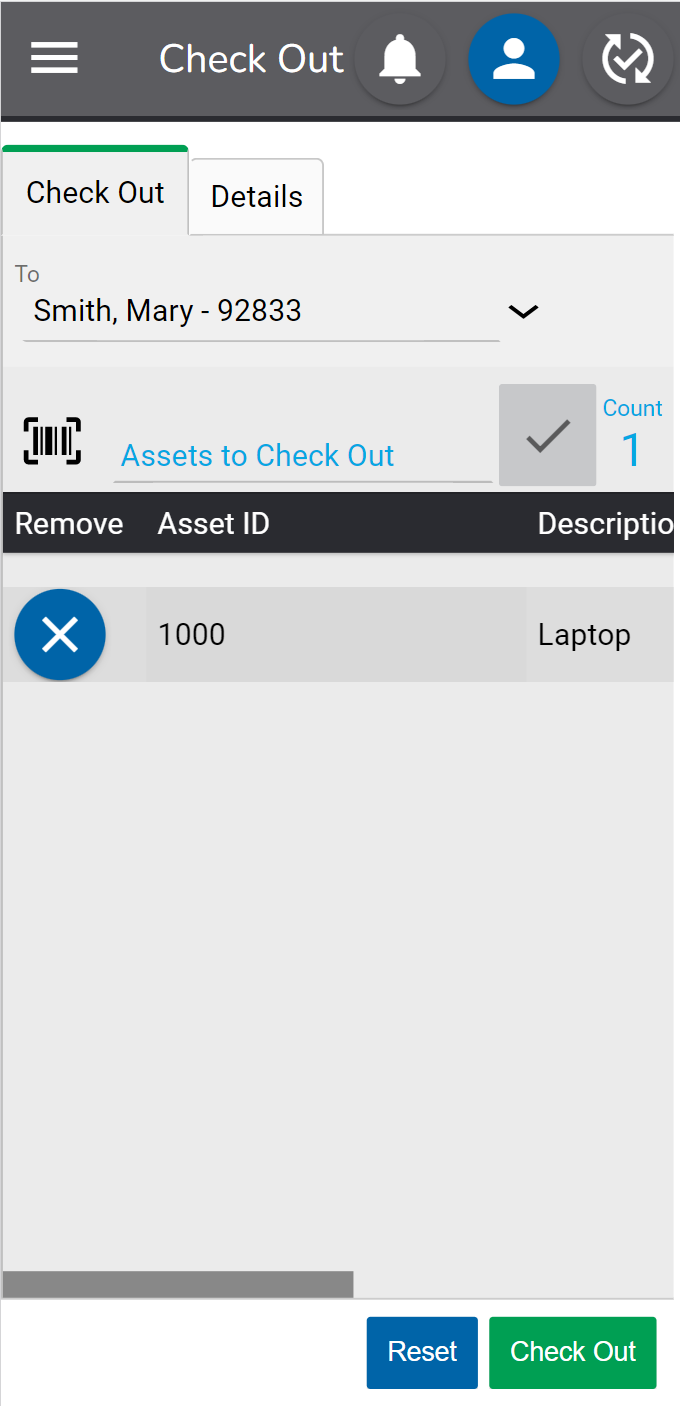 Check Out
Check Out
Details
To
Smith, Mary - 92833
Count
Assets to Check Out
1
Remove Asset ID Descriptio
1000 Laptop
Reset Check Out